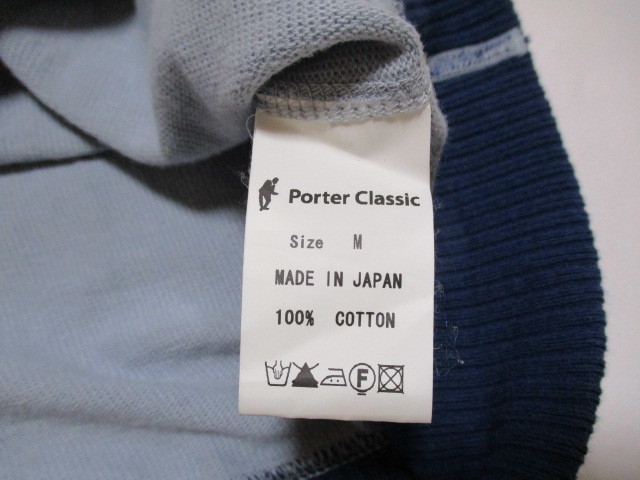 Porter Classic
Size M
MADE IN JAPAN
100% COTTON
F